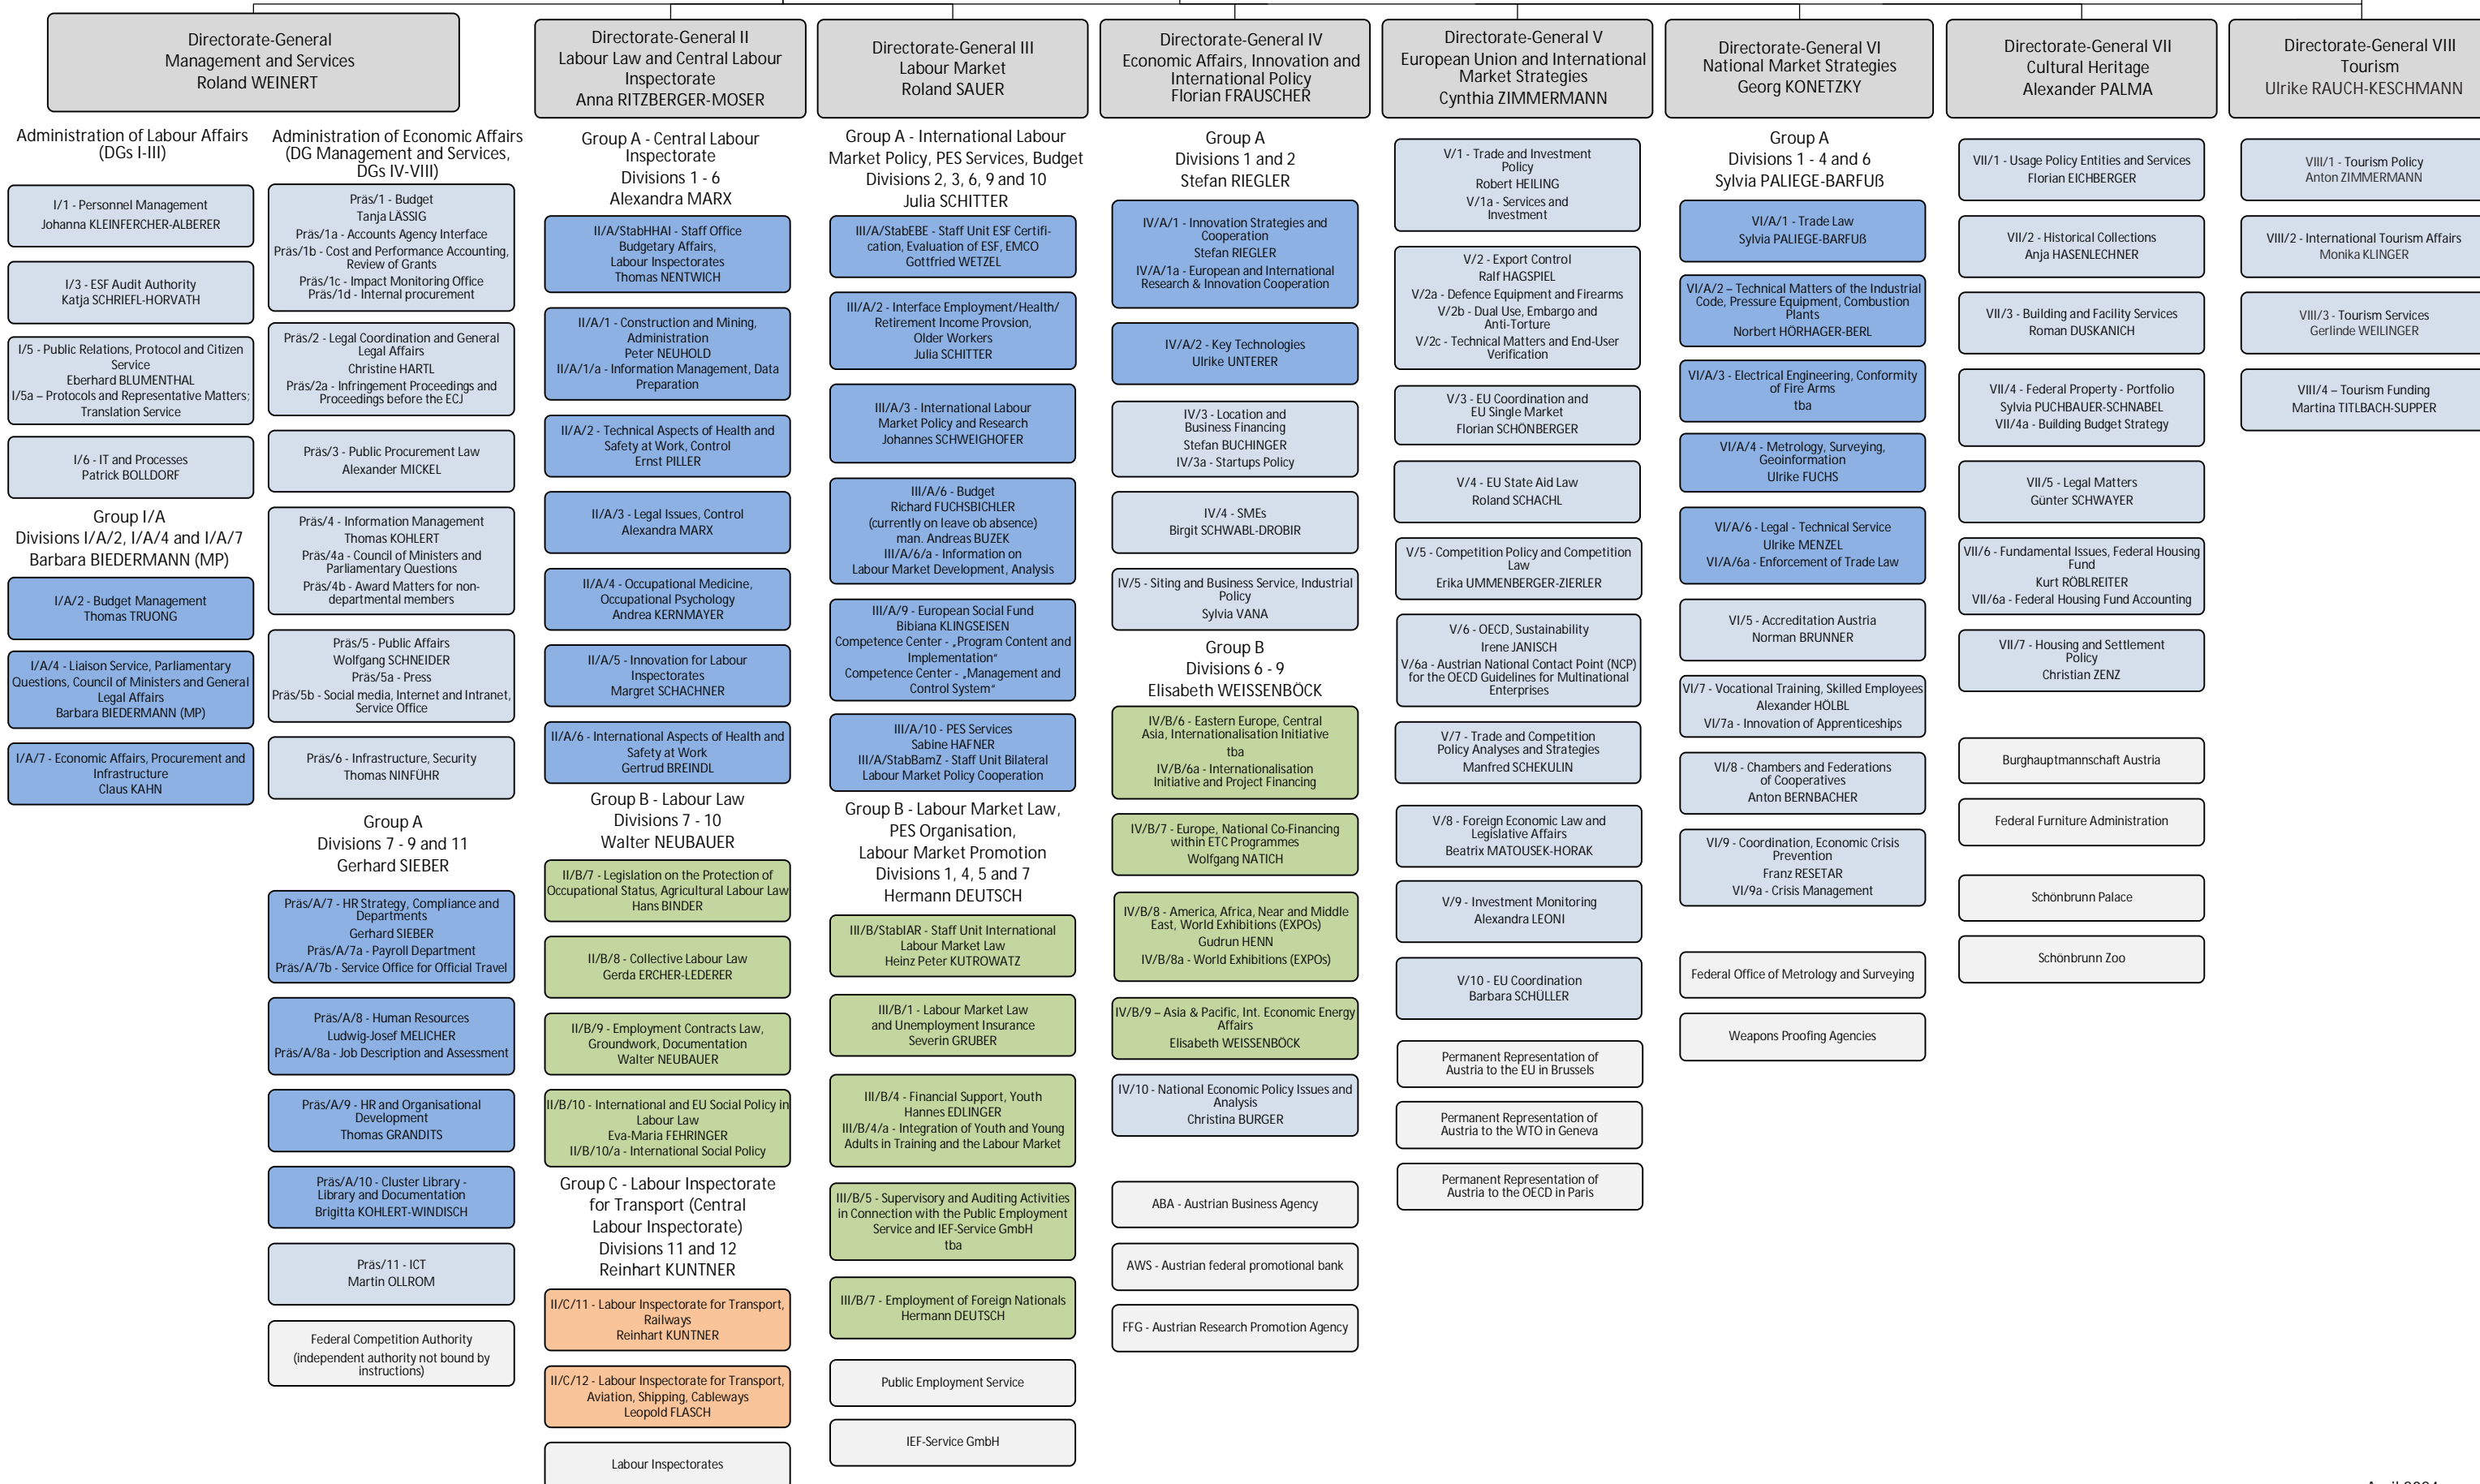 Directorate-General
Management and Services
Roland WEINERT
Administration of Labour Affairs
(DGs I-III)
I/1 - Personnel Management
Johanna KLEINFERCHER-ALBERER
I/3 - ESF Audit Authority
Katja SCHRIEFL-HORVATH
I/5 - Public Relations, Protocol and Citizen
Service
Eberhard BLUMENTHAL
I/5a – Protocols and Representative Matters;
Translation Service
I/6 - IT and Processes
Patrick BOLLDORF
Group I/A
Divisions I/A/2, I/A/4 and I/A/7
Barbara BIEDERMANN (MP)
I/A/2 - Budget Management
Thomas TRUONG
I/A/4 - Liaison Service, Parliamentary
Questions, Council of Ministers and General
Legal Affairs
Barbara BIEDERMANN (MP)
I/A/7 - Economic Affairs, Procurement and
Infrastructure
Claus KAHN
Administration of Economic Affairs
(DG Management and Services,
DGs IV-VIII)
Präs/1 - Budget
Tanja LÄSSIG
Präs/1a - Accounts Agency Interface
Präs/1b - Cost and Performance Accounting,
Review of Grants
Präs/1c - Impact Monitoring Office
Präs/1d - Internal procurement
Präs/2 - Legal Coordination and General
Legal Affairs
Christine HARTL
Präs/2a - Infringement Proceedings and
Proceedings before the ECJ
Präs/3 - Public Procurement Law
Alexander MICKEL
Präs/4 - Information Management
Thomas KOHLERT
Präs/4a - Council of Ministers and
Parliamentary Questions
Präs/4b - Award Matters for non-
departmental members
Präs/5 - Public Affairs
Wolfgang SCHNEIDER
Präs/5a - Press
Präs/5b - Social media, Internet and Intranet,
Service Office
Präs/6 - Infrastructure, Security
Thomas NINFÜHR
Group A
Divisions 7 - 9 and 11
Gerhard SIEBER
Präs/A/7 - HR Strategy, Compliance and
Departments
Gerhard SIEBER
Präs/A/7a - Payroll Department
Präs/A/7b - Service Office for Official Travel
Präs/A/8 - Human Resources
Ludwig-Josef MELICHER
Präs/A/8a - Job Description and Assessment
Präs/A/9 - HR and Organisational
Development
Thomas GRANDITS
Präs/A/10 - Cluster Library -
Library and Documentation
Brigitta KOHLERT-WINDISCH
Präs/11 - ICT
Martin OLLROM
Federal Competition Authority
(independent authority not bound by
instructions)
Directorate-General II
Labour Law and Central Labour
Inspectorate
Anna RITZBERGER-MOSER
Group A - Central Labour
Inspectorate
Divisions 1 - 6
Alexandra MARX
II/A/StabHHAI - Staff Office
Budgetary Affairs,
Labour Inspectorates
Thomas NENTWICH
II/A/1 - Construction and Mining,
Administration
Peter NEUHOLD
II/A/1/a - Information Management, Data
Preparation
II/A/2 - Technical Aspects of Health and
Safety at Work, Control
Ernst PILLER
II/A/3 - Legal Issues, Control
Alexandra MARX
II/A/4 - Occupational Medicine,
Occupational Psychology
Andrea KERNMAYER
II/A/5 - Innovation for Labour
Inspectorates
Margret SCHACHNER
II/A/6 - International Aspects of Health and
Safety at Work
Gertrud BREINDL
Group B - Labour Law
Divisions 7 - 10
Walter NEUBAUER
II/B/7 - Legislation on the Protection of
Occupational Status, Agricultural Labour Law
Hans BINDER
II/B/8 - Collective Labour Law
Gerda ERCHER-LEDERER
II/B/9 - Employment Contracts Law,
Groundwork, Documentation
Walter NEUBAUER
II/B/10 - International and EU Social Policy in
Labour Law
Eva-Maria FEHRINGER
II/B/10/a - International Social Policy
Group C - Labour Inspectorate
for Transport (Central
Labour Inspectorate)
Divisions 11 and 12
Reinhart KUNTNER
II/C/11 - Labour Inspectorate for Transport,
Railways
Reinhart KUNTNER
II/C/12 - Labour Inspectorate for Transport,
Aviation, Shipping, Cableways
Leopold FLASCH
Labour Inspectorates
Directorate-General III
Labour Market
Roland SAUER
Group A - International Labour
Market Policy, PES Services, Budget
Divisions 2, 3, 6, 9 and 10
Julia SCHITTER
III/A/StabEBE - Staff Unit ESF Certifi-
cation, Evaluation of ESF, EMCO
Gottfried WETZEL
III/A/2 - Interface Employment/Health/
Retirement Income Provsion,
Older Workers
Julia SCHITTER
III/A/3 - International Labour
Market Policy and Research
Johannes SCHWEIGHOFER
III/A/6 - Budget
Richard FUCHSBICHLER
(currently on leave ob absence)
man. Andreas BUZEK
III/A/6/a - Information on
Labour Market Development, Analysis
III/A/9 - European Social Fund
Bibiana KLINGSEISEN
Competence Center - „Program Content and
Implementation“
Competence Center - „Management and
Control System“
III/A/10 - PES Services
Sabine HAFNER
III/A/StabBamZ - Staff Unit Bilateral
Labour Market Policy Cooperation
Group B - Labour Market Law,
PES Organisation,
Labour Market Promotion
Divisions 1, 4, 5 and 7
Hermann DEUTSCH
III/B/StabIAR - Staff Unit International
Labour Market Law
Heinz Peter KUTROWATZ
III/B/1 - Labour Market Law
and Unemployment Insurance
Severin GRUBER
III/B/4 - Financial Support, Youth
Hannes EDLINGER
III/B/4/a - Integration of Youth and Young
Adults in Training and the Labour Market
III/B/5 - Supervisory and Auditing Activities
in Connection with the Public Employment
Service and IEF-Service GmbH
tba
III/B/7 - Employment of Foreign Nationals
Hermann DEUTSCH
Public Employment Service
IEF-Service GmbH
Directorate-General IV
Economic Affairs, Innovation and
International Policy
Florian FRAUSCHER
Group A
Divisions 1 and 2
Stefan RIEGLER
IV/A/1 - Innovation Strategies and
Cooperation
Stefan RIEGLER
IV/A/1a - European and International
Research & Innovation Cooperation
IV/A/2 - Key Technologies
Ulrike UNTERER
IV/3 - Location and
Business Financing
Stefan BUCHINGER
IV/3a - Startups Policy
IV/4 - SMEs
Birgit SCHWABL-DROBIR
IV/5 - Siting and Business Service, Industrial
Policy
Sylvia VANA
Group B
Divisions 6 - 9
Elisabeth WEISSENBÖCK
IV/B/6 - Eastern Europe, Central
Asia, Internationalisation Initiative
tba
IV/B/6a - Internationalisation
Initiative and Project Financing
IV/B/7 - Europe, National Co-Financing
within ETC Programmes
Wolfgang NATICH
IV/B/8 - America, Africa, Near and Middle
East, World Exhibitions (EXPOs)
Gudrun HENN
IV/B/8a - World Exhibitions (EXPOs)
IV/B/9 – Asia & Pacific, Int. Economic Energy
Affairs
Elisabeth WEISSENBÖCK
IV/10 - National Economic Policy Issues and
Analysis
Christina BURGER
ABA - Austrian Business Agency
AWS - Austrian federal promotional bank
FFG - Austrian Research Promotion Agency
Directorate-General V
European Union and International
Market Strategies
Cynthia ZIMMERMANN
V/1 - Trade and Investment
Policy
Robert HEILING
V/1a - Services and
Investment
V/2 - Export Control
Ralf HAGSPIEL
V/2a - Defence Equipment and Firearms
V/2b - Dual Use, Embargo and
Anti-Torture
V/2c - Technical Matters and End-User
Verification
V/3 - EU Coordination and
EU Single Market
Florian SCHÖNBERGER
V/4 - EU State Aid Law
Roland SCHACHL
V/5 - Competition Policy and Competition
Law
Erika UMMENBERGER-ZIERLER
V/6 - OECD, Sustainability
Irene JANISCH
V/6a - Austrian National Contact Point (NCP)
for the OECD Guidelines for Multinational
Enterprises
V/7 - Trade and Competition
Policy Analyses and Strategies
Manfred SCHEKULIN
V/8 - Foreign Economic Law and
Legislative Affairs
Beatrix MATOUSEK-HORAK
V/9 - Investment Monitoring
Alexandra LEONI
V/10 - EU Coordination
Barbara SCHÜLLER
Permanent Representation of
Austria to the EU in Brussels
Permanent Representation of
Austria to the WTO in Geneva
Permanent Representation of
Austria to the OECD in Paris
Directorate-General VI
National Market Strategies
Georg KONETZKY
Group A
Divisions 1 - 4 and 6
Sylvia PALIEGE-BARFUß
VI/A/1 - Trade Law
Sylvia PALIEGE-BARFUß
VI/A/2 – Technical Matters of the Industrial
Code, Pressure Equipment, Combustion
Plants
Norbert HÖRHAGER-BERL
VI/A/3 - Electrical Engineering, Conformity
of Fire Arms
tba
VI/A/4 - Metrology, Surveying,
Geoinformation
Ulrike FUCHS
VI/A/6 - Legal - Technical Service
Ulrike MENZEL
VI/A/6a - Enforcement of Trade Law
VI/5 - Accreditation Austria
Norman BRUNNER
VI/7 - Vocational Training, Skilled Employees
Alexander HÖLBL
VI/7a - Innovation of Apprenticeships
VI/8 - Chambers and Federations
of Cooperatives
Anton BERNBACHER
VI/9 - Coordination, Economic Crisis
Prevention
Franz RESETAR
VI/9a - Crisis Management
Federal Office of Metrology and Surveying
Weapons Proofing Agencies
Directorate-General VII
Cultural Heritage
Alexander PALMA
VII/1 - Usage Policy Entities and Services
Florian EICHBERGER
VII/2 - Historical Collections
Anja HASENLECHNER
VII/3 - Building and Facility Services
Roman DUSKANICH
VII/4 - Federal Property - Portfolio
Sylvia PUCHBAUER-SCHNABEL
VII/4a - Building Budget Strategy
VII/5 - Legal Matters
Günter SCHWAYER
VII/6 - Fundamental Issues, Federal Housing
Fund
Kurt RÖBLREITER
VII/6a - Federal Housing Fund Accounting
VII/7 - Housing and Settlement
Policy
Christian ZENZ
Burghauptmannschaft Austria
Federal Furniture Administration
Schönbrunn Palace
Schönbrunn Zoo
Directorate-General VIII
Tourism
Ulrike RAUCH-KESCHMANN
VIII/1 - Tourism Policy
Anton ZIMMERMANN
VIII/2 - International Tourism Affairs
Monika KLINGER
VIII/3 - Tourism Services
Gerlinde WEILINGER
VIII/4 – Tourism Funding
Martina TITLBACH-SUPPER